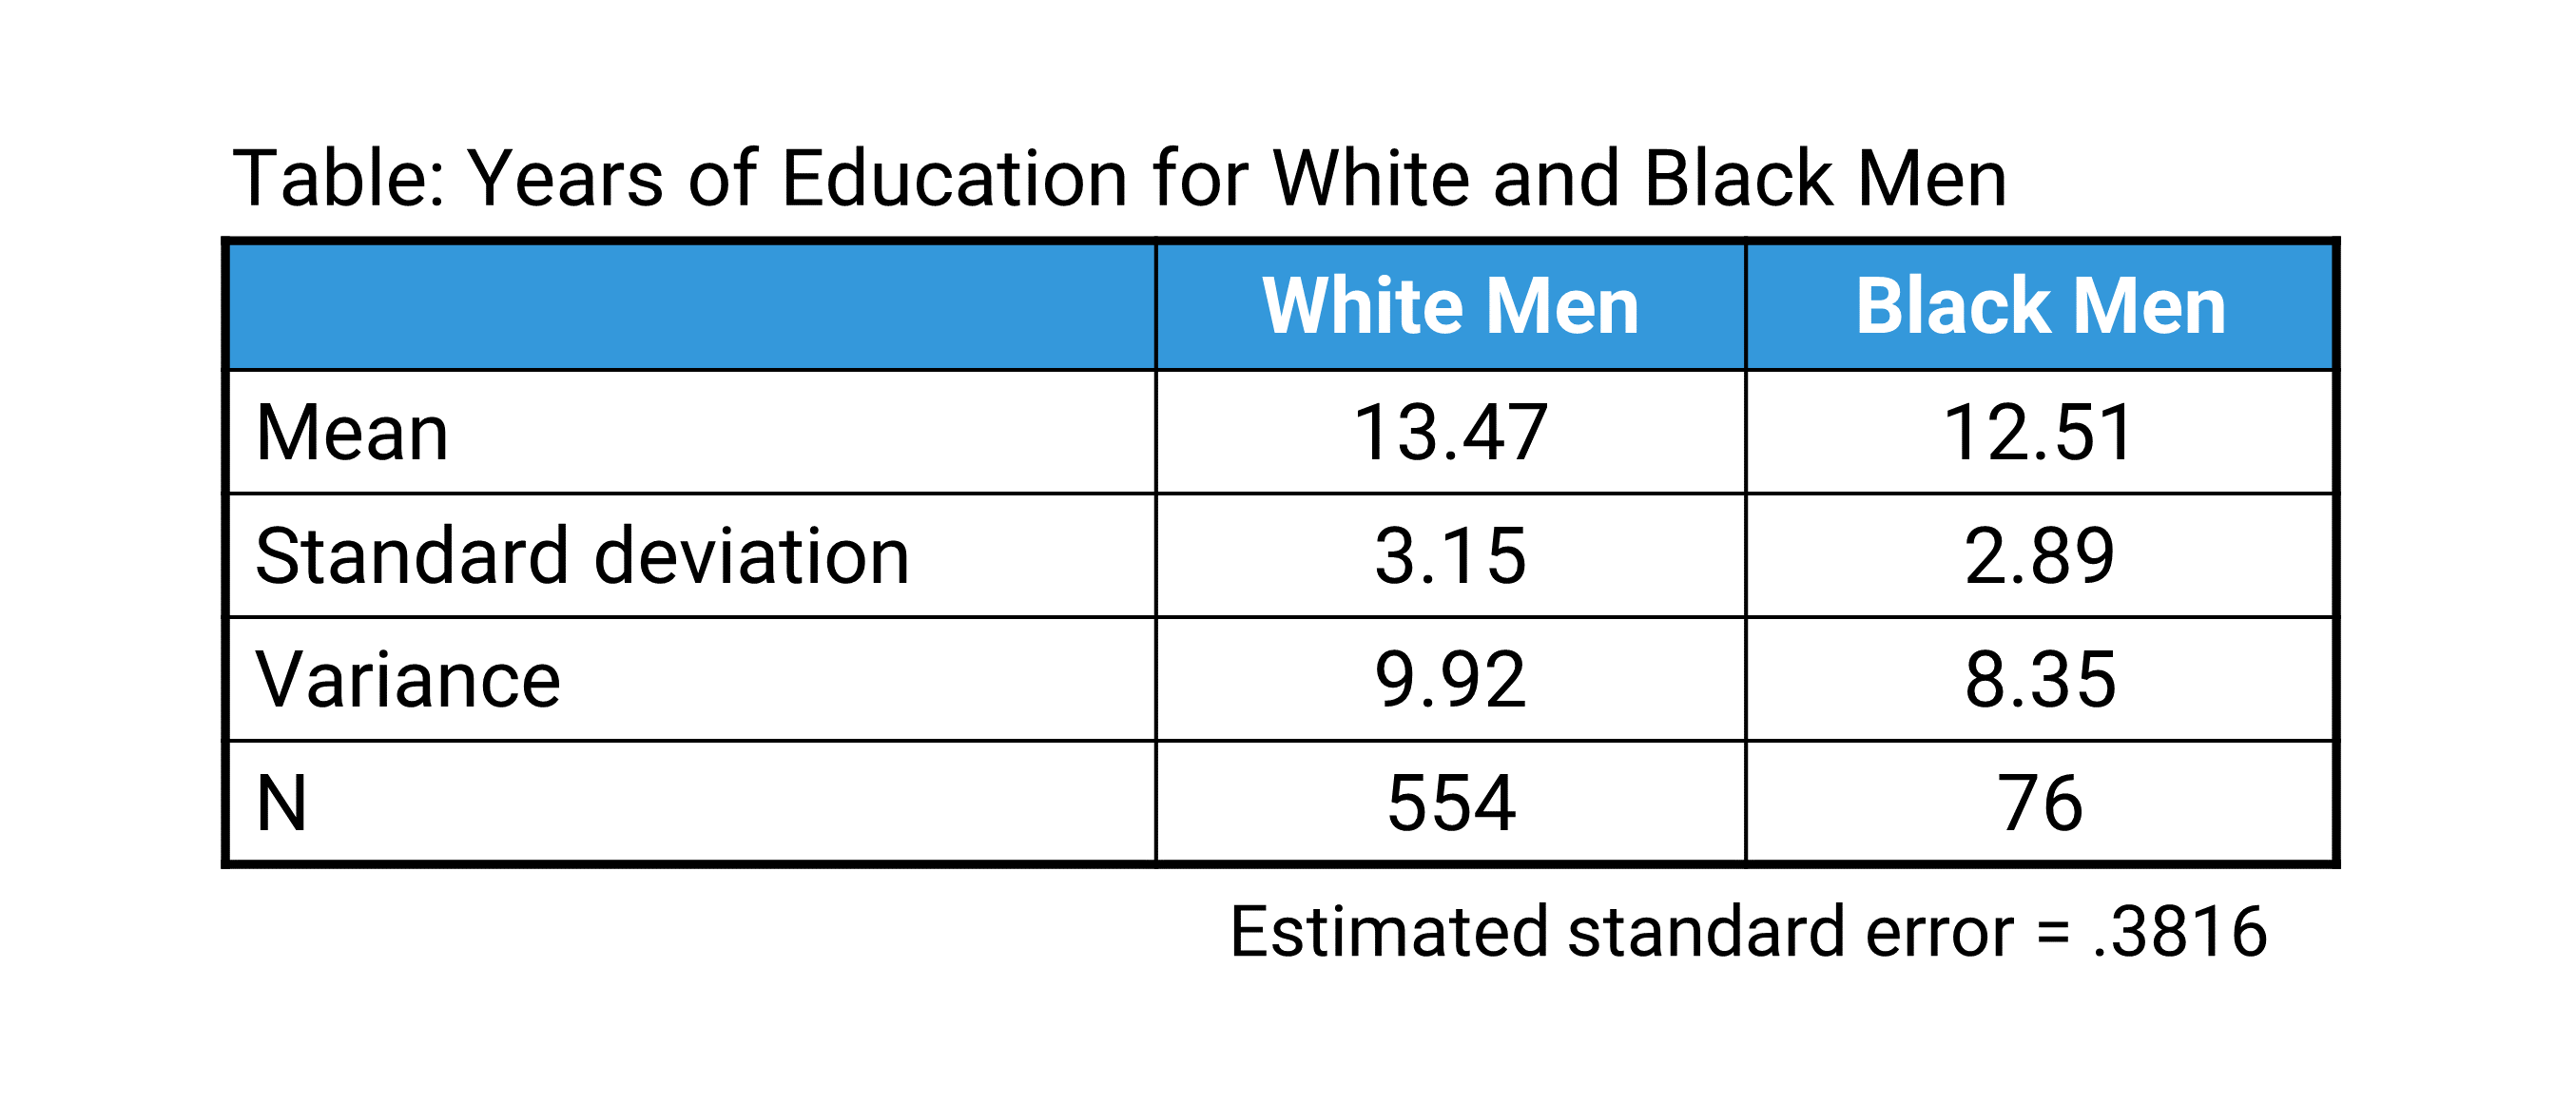 Table: Years of Education for White and Black Men
White Men Black Men
Mean 13.47 12.51
Standard deviation 3.15 2.89
Variance 9.92 8.35
N 554 76
Estimated standard error = .3816